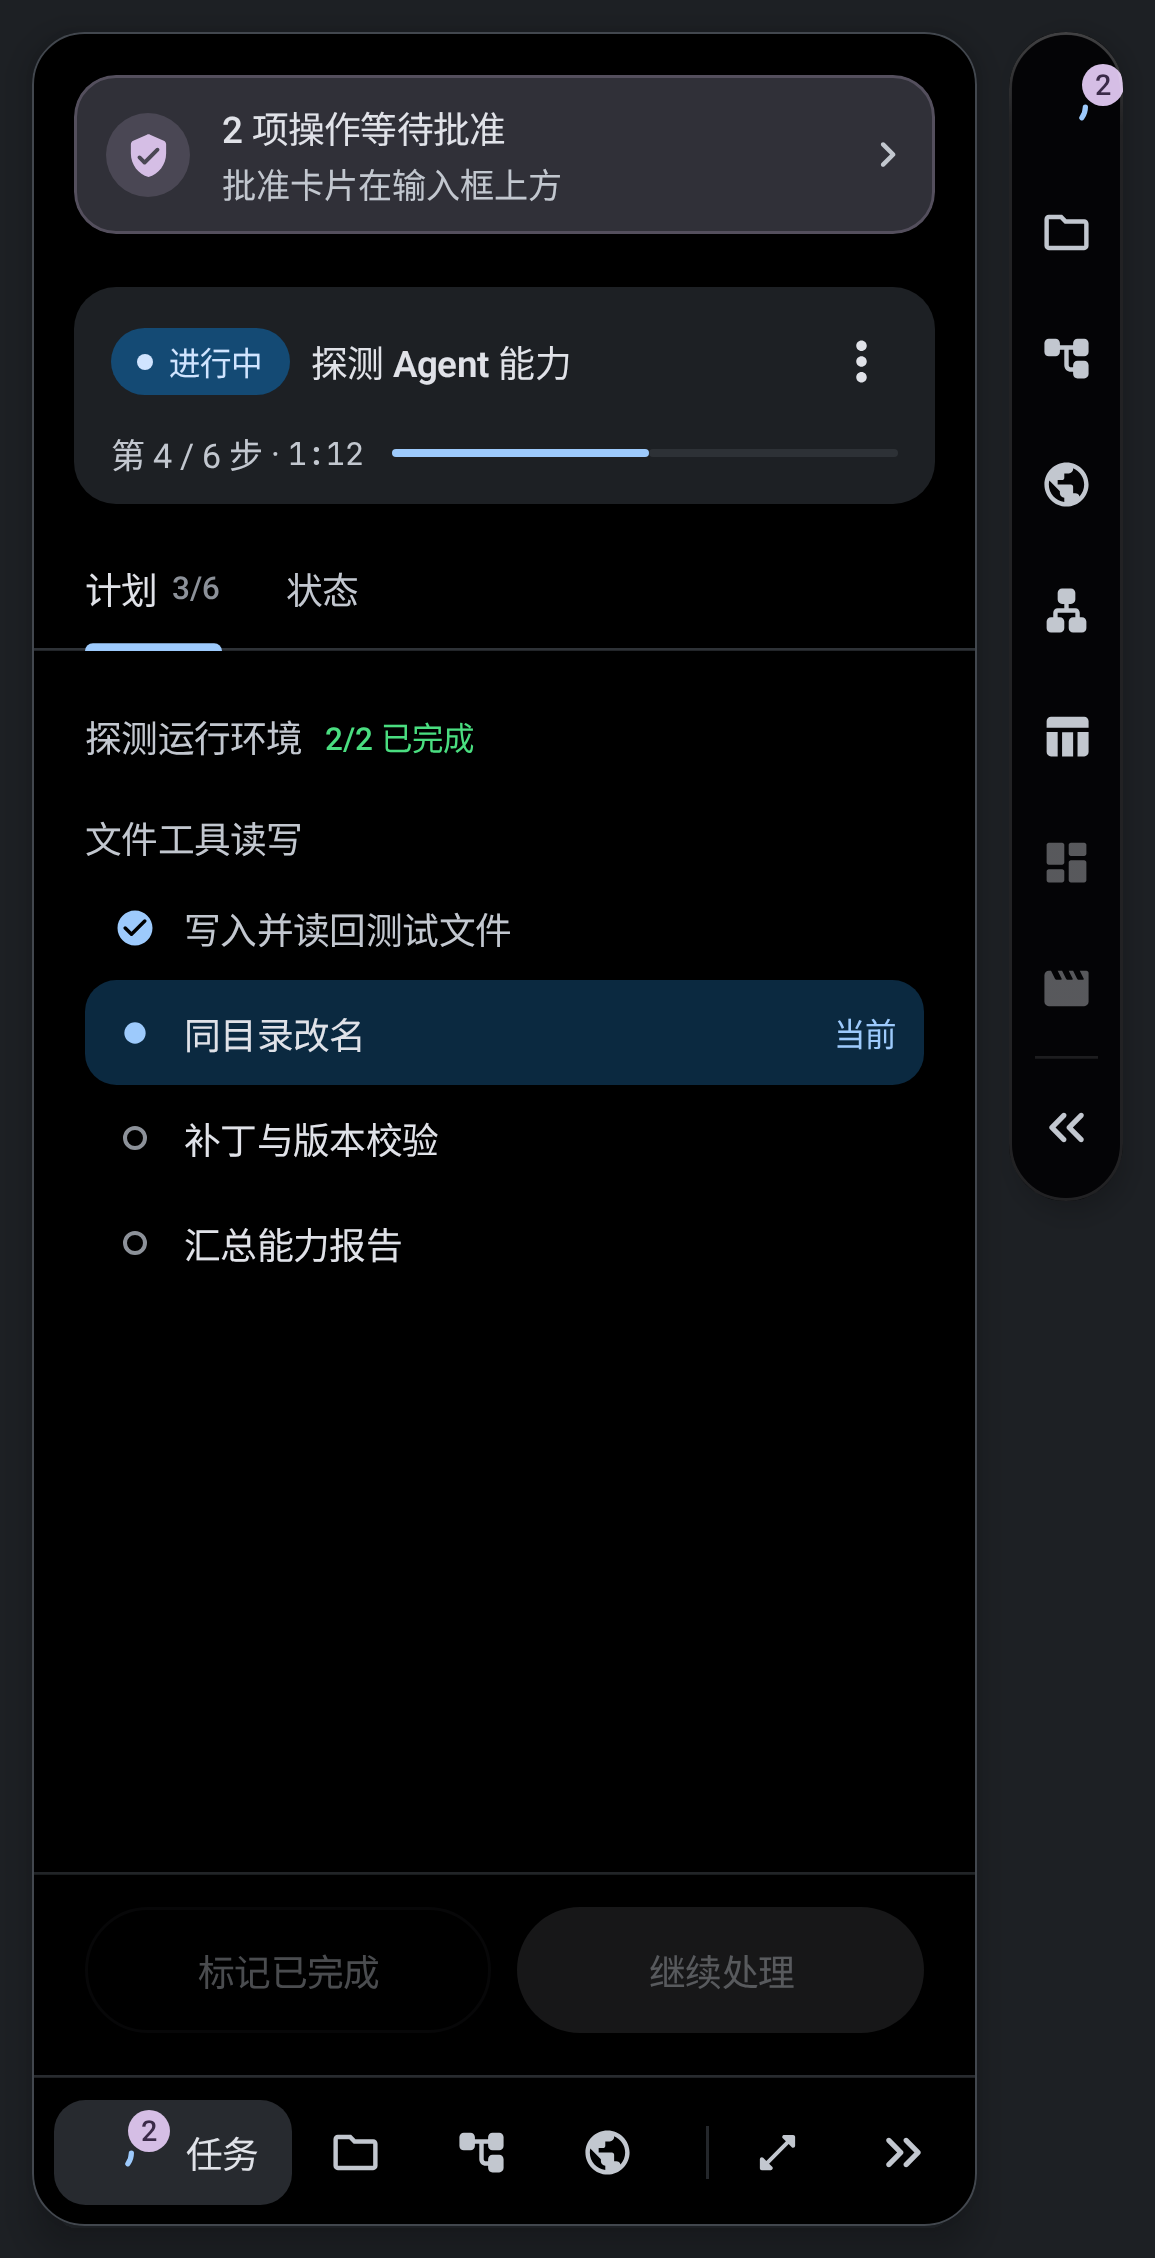 2 项操作等待批准
批准卡片在输入框上方
进行中 探测 Agent 能力
第 4 / 6 步 · 1:12
计划 3/6 状态
探测运行环境 2/2 已完成
文件工具读写
写入并读回测试文件
同目录改名 当前
补丁与版本校验
汇总能力报告
标记已完成 继续处理
2 任务
2